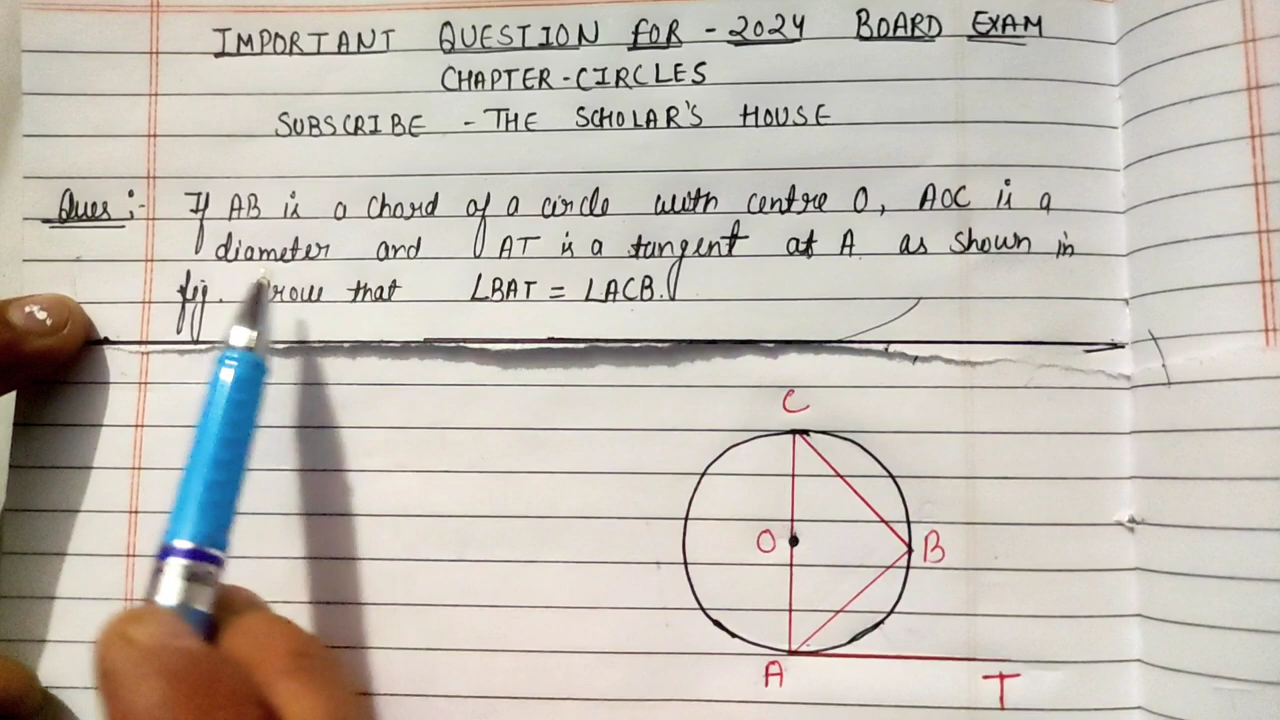 IMPORTANT QUESTION FOR - 2024 BOARD EXAM
CHAPTER-CIRCLES
SUBSCRIBE - THE SCHOLAR'S HOUSE
Ques :- If AB is a chord of a circle with centre O, AOC is a
diameter and AT is a tangent at A as shown in
fig. Prove that ∠BAT = ∠ACB.
C
O
B
A
T